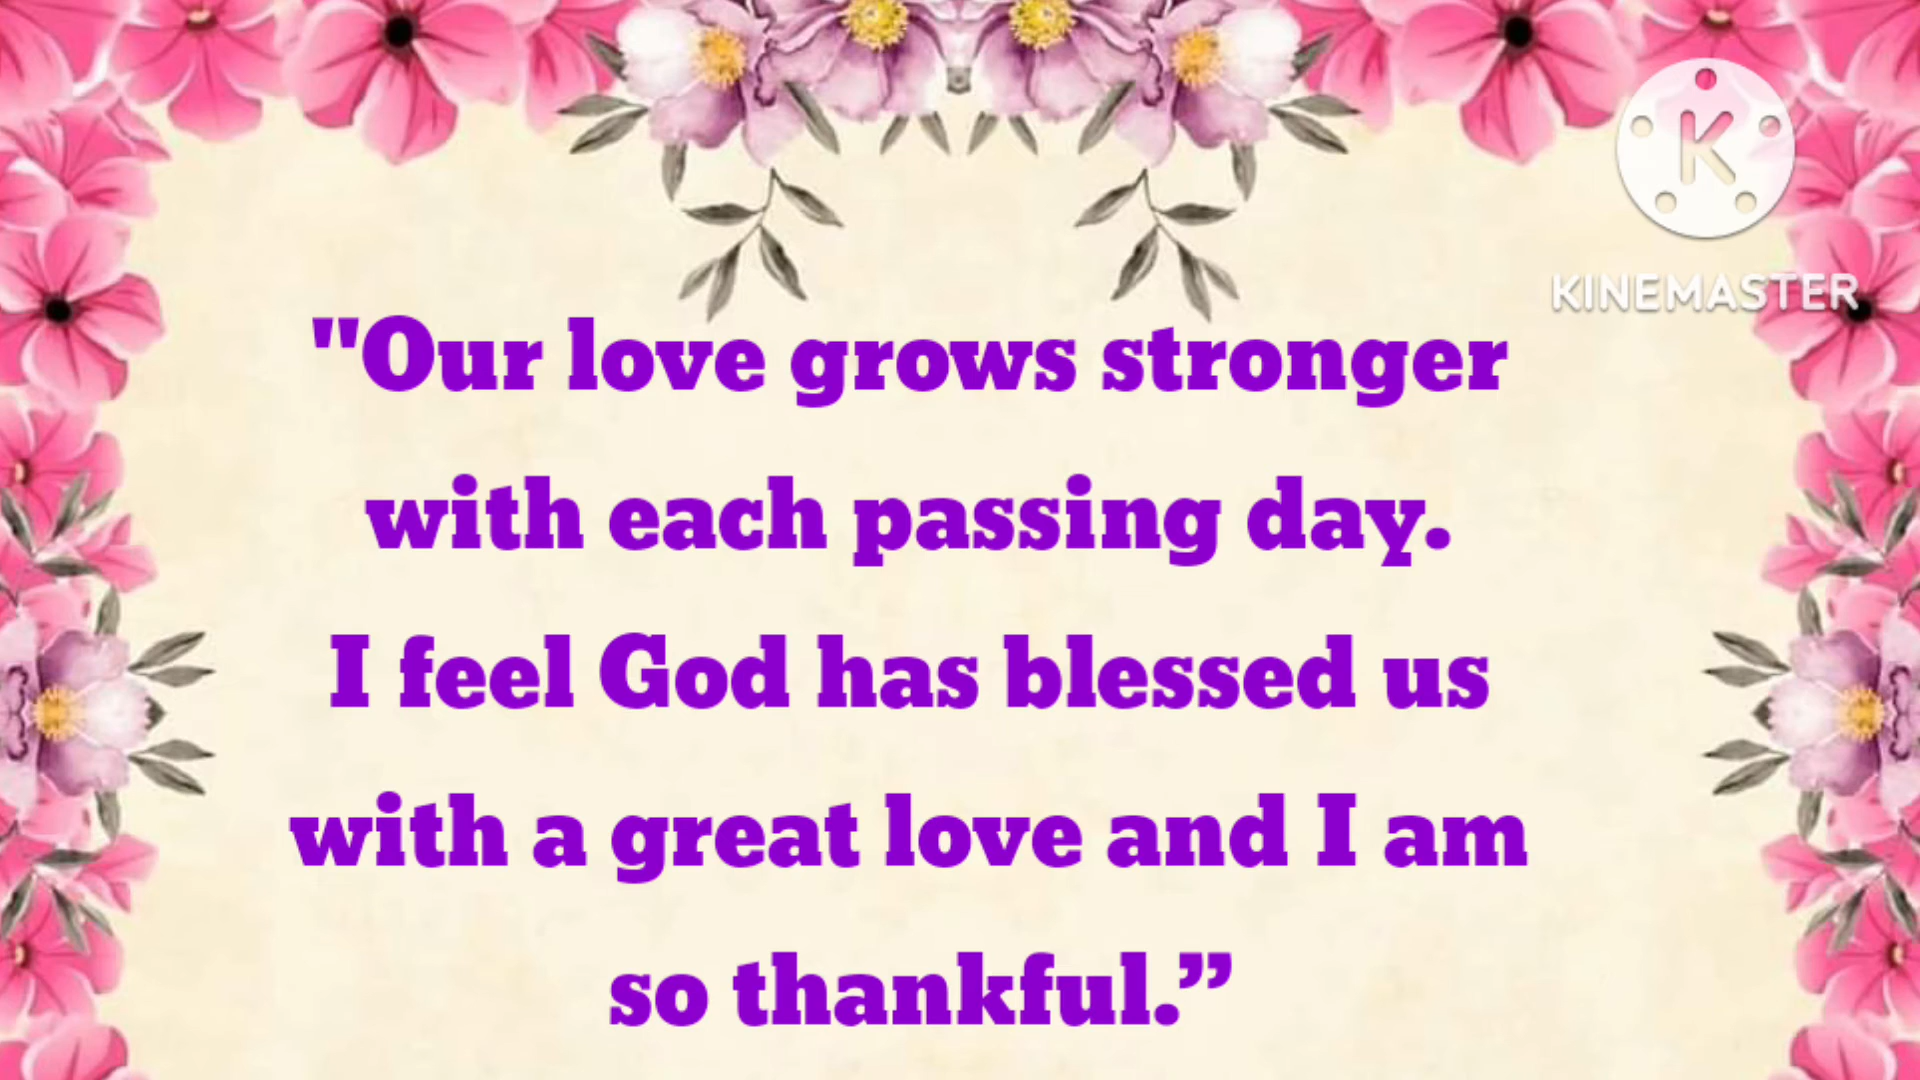 K
KINEMASTER
"Our love grows stronger
with each passing day.
I feel God has blessed us
with a great love and I am
so thankful.”